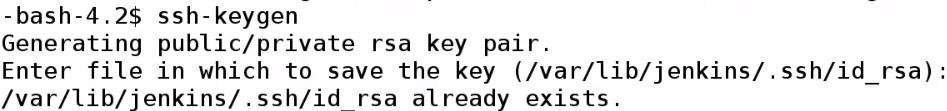 -bash-4.2$ ssh-keygen
Generating public/private rsa key pair.
Enter file in which to save the key (/var/lib/jenkins/.ssh/id_rsa):
/var/lib/jenkins/.ssh/id_rsa already exists.